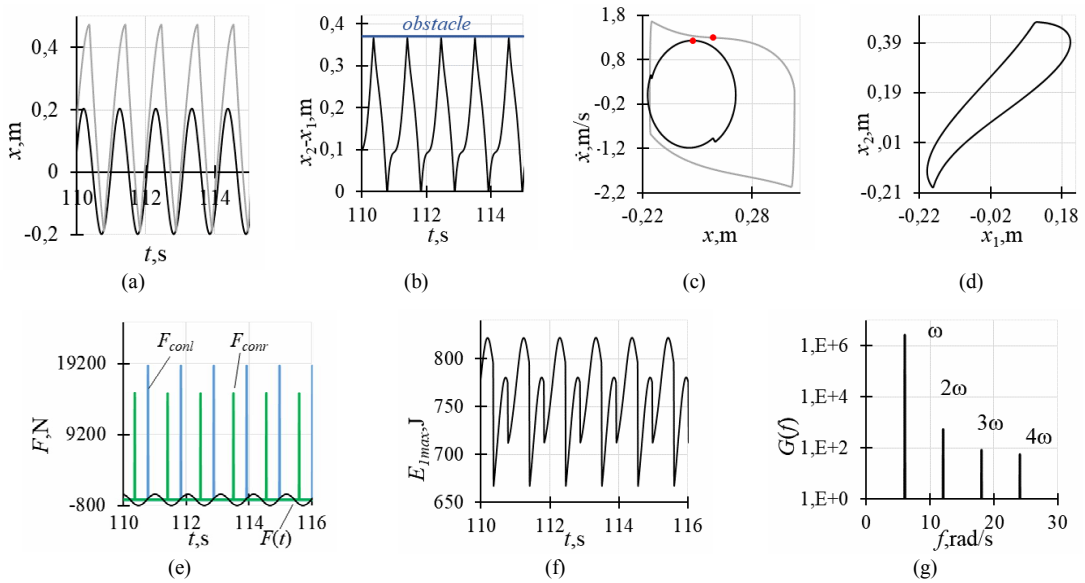 0,4
0,2
0
-0,2
x,m
110
112
114
t,s
(a)
obstacle
0,4
0,3
0,2
0,1
0
x₂-x₁,m
110
112
114
t,s
(b)
1,8
0,8
-0,2
-1,2
-2,2
ẋ,m/s
-0,22
0,28
x,m
(c)
0,39
0,19
-,01
-0,21
x₂,m
-0,22
-0,02
0,18
x₁,m
(d)
F_conl
F_conr
19200
9200
-800
F,N
110
112
114
116
t,s
F(t)
(e)
800
750
700
650
E_1max,J
110
112
114
116
t,s
(f)
1,E+6
1,E+4
1,E+2
1,E+0
G(f)
ω
2ω
3ω
4ω
0
10
20
30
f,rad/s
(g)